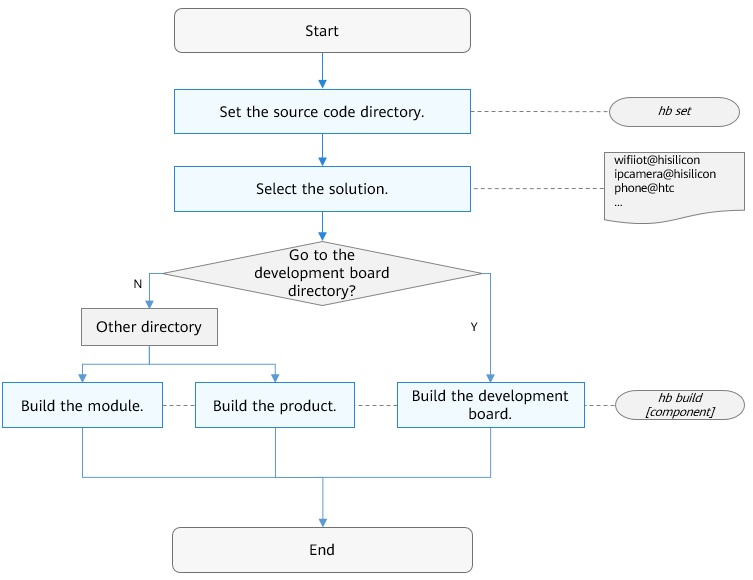 Start
Set the source code directory.
hb set
Select the solution.
wifiiot@hisilicon
ipcamera@hisilicon
phone@htc
...
Go to the
development board
directory?
N
Y
Other directory
Build the module.
Build the product.
Build the development
board.
hb build
[component]
End